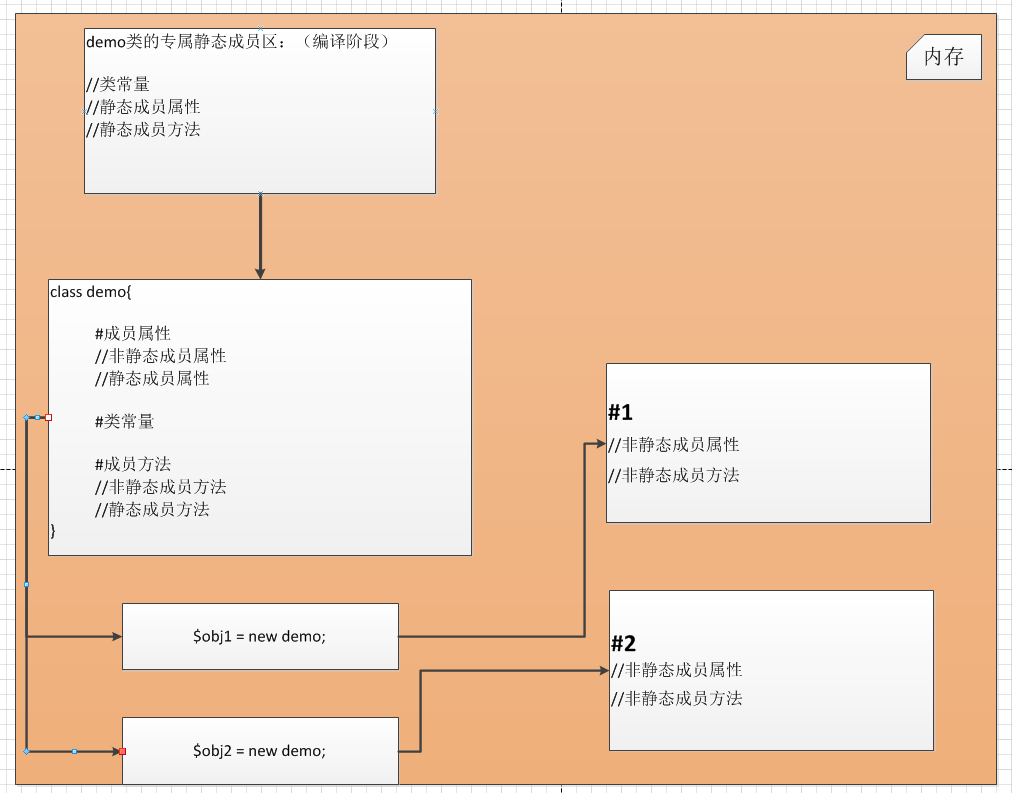 demo类的专属静态成员区：（编译阶段）
//类常量
//静态成员属性
//静态成员方法
内存
class demo{
#成员属性
//非静态成员属性
//静态成员属性
#类常量
#成员方法
//非静态成员方法
//静态成员方法
}
#1
//非静态成员属性
//非静态成员方法
$obj1 = new demo;
#2
//非静态成员属性
//非静态成员方法
$obj2 = new demo;